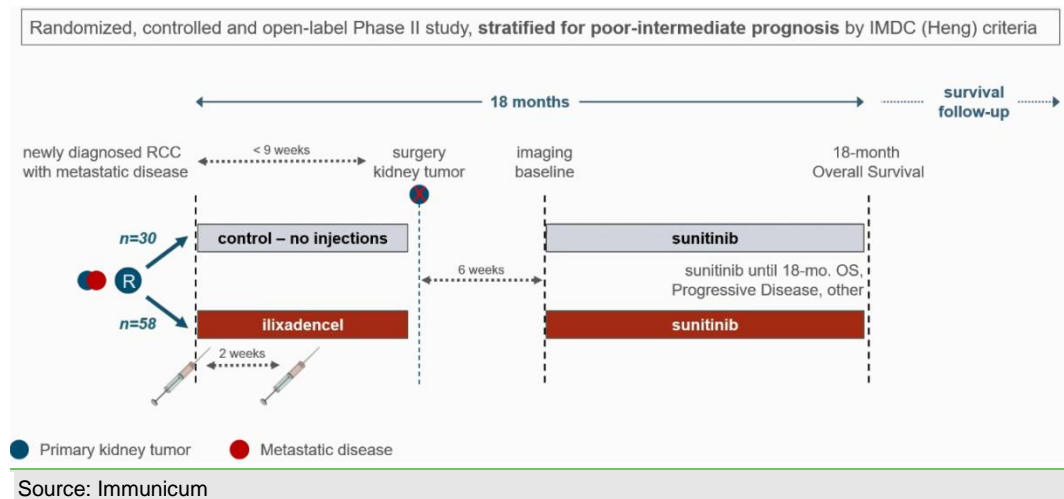 Randomized, controlled and open-label Phase II study, stratified for poor-intermediate prognosis by IMDC (Heng) criteria
18 months
survival
follow-up
newly diagnosed RCC
with metastatic disease
< 9 weeks
surgery
kidney tumor
imaging
baseline
18-month
Overall Survival
X
n=30
control – no injections
sunitinib
R
6 weeks
sunitinib until 18-mo. OS,
Progressive Disease, other
n=58
ilixadencel
sunitinib
2 weeks
Primary kidney tumor
Metastatic disease
Source: Immunicum